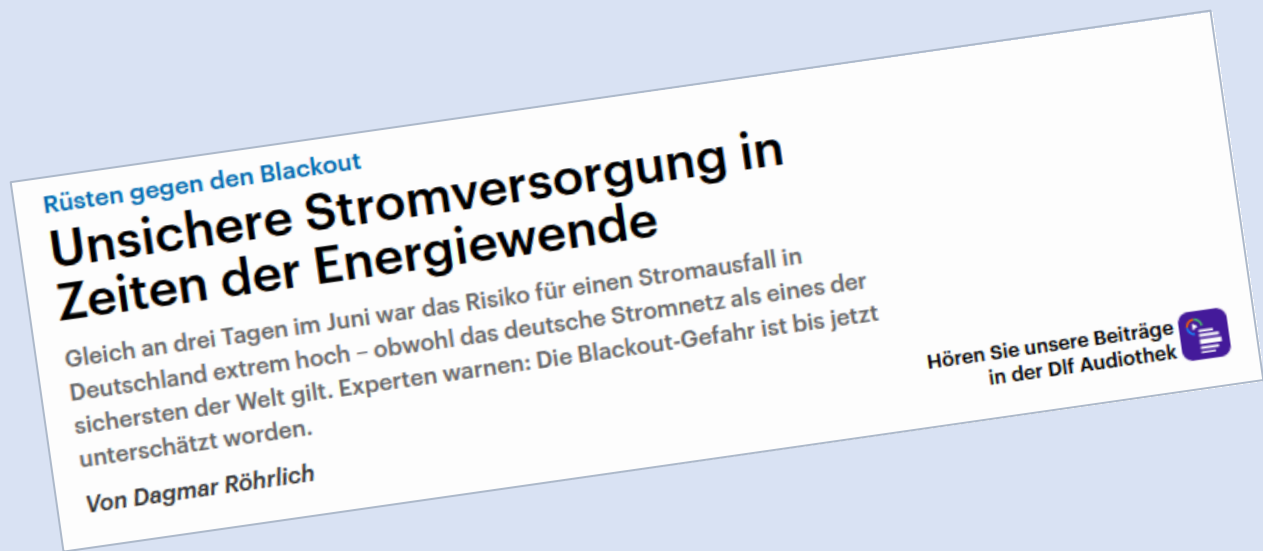 Rüsten gegen den Blackout
Unsichere Stromversorgung in
Zeiten der Energiewende
Gleich an drei Tagen im Juni war das Risiko für einen Stromausfall in
Deutschland extrem hoch – obwohl das deutsche Stromnetz als eines der
sichersten der Welt gilt. Experten warnen: Die Blackout-Gefahr ist bis jetzt
unterschätzt worden.
Von Dagmar Röhrlich
Hören Sie unsere Beiträge
in der Dlf Audiothek